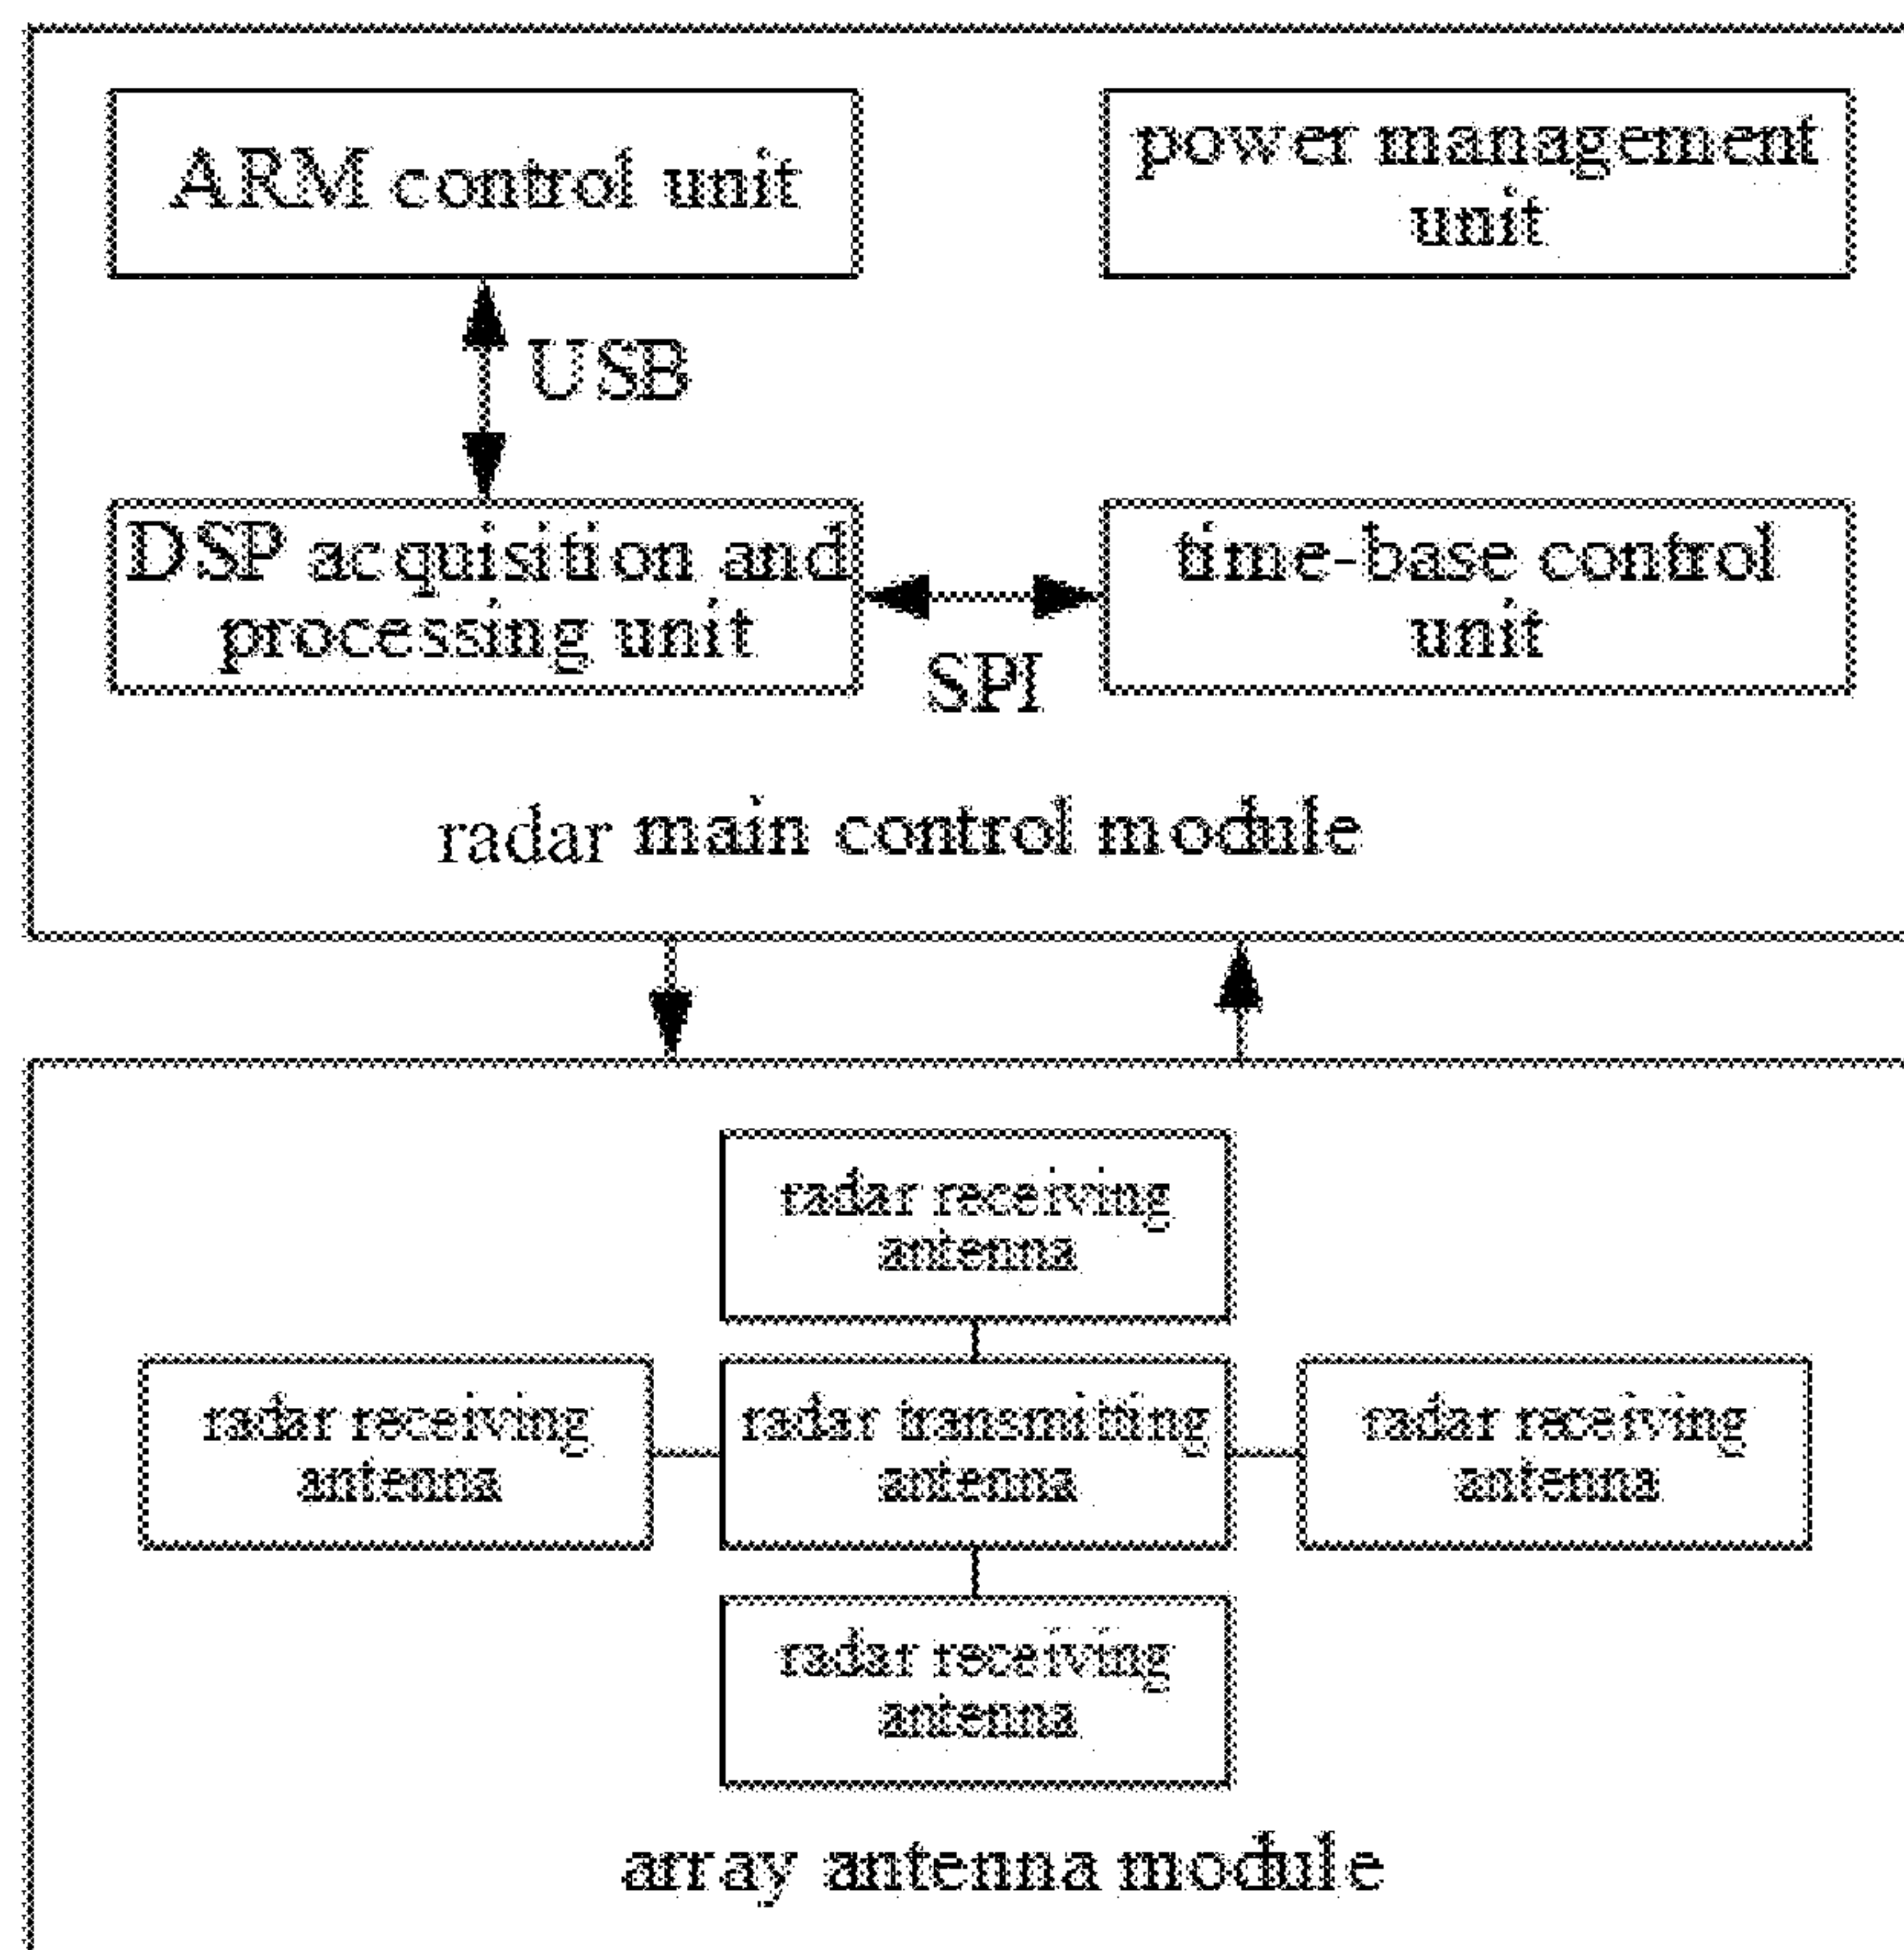 ARM control unit
power management
unit
USB
DSP acquisition and
processing unit
time-base control
unit
SPI
radar main control module
radar receiving
antenna
radar receiving
antenna
radar transmitting
antenna
radar receiving
antenna
radar receiving
antenna
array antenna module